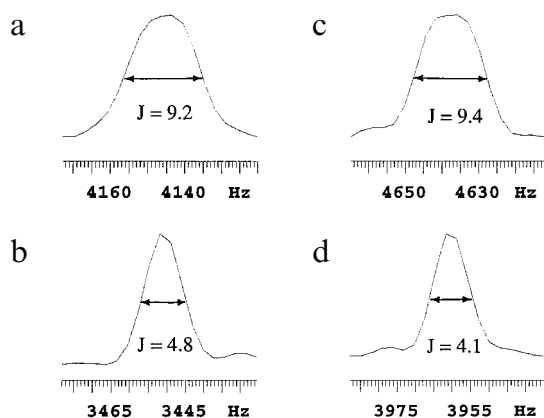 a
J = 9.2
4160 4140 Hz
c
J = 9.4
4650 4630 Hz
b
J = 4.8
3465 3445 Hz
d
J = 4.1
3975 3955 Hz